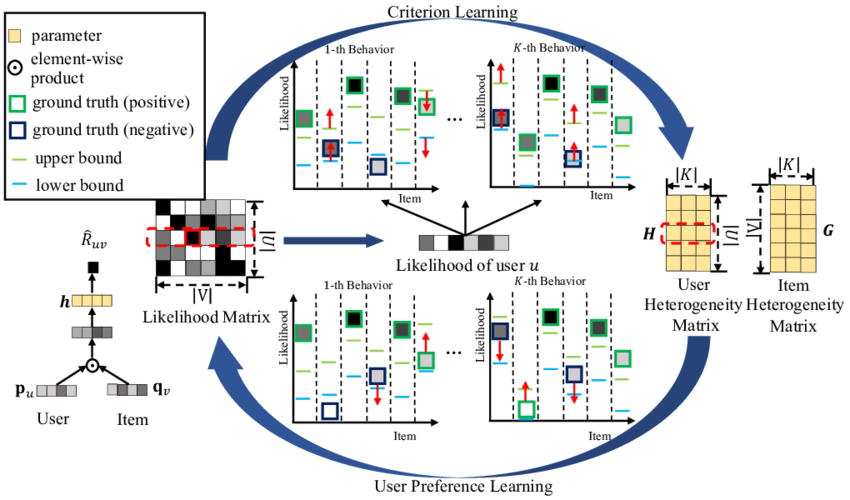 Criterion Learning
parameter
element-wise
product
ground truth (positive)
ground truth (negative)
upper bound
lower bound
1-th Behavior
K-th Behavior
Likelihood
Likelihood
...
Item
Item
R̂uv
h
pu
qv
User
Item
|U|
|V|
Likelihood Matrix
Likelihood of user u
|K|
|K|
H
|U|
|V|
G
User
Heterogeneity
Matrix
Item
Heterogeneity
Matrix
1-th Behavior
K-th Behavior
Likelihood
Likelihood
...
Item
Item
User Preference Learning